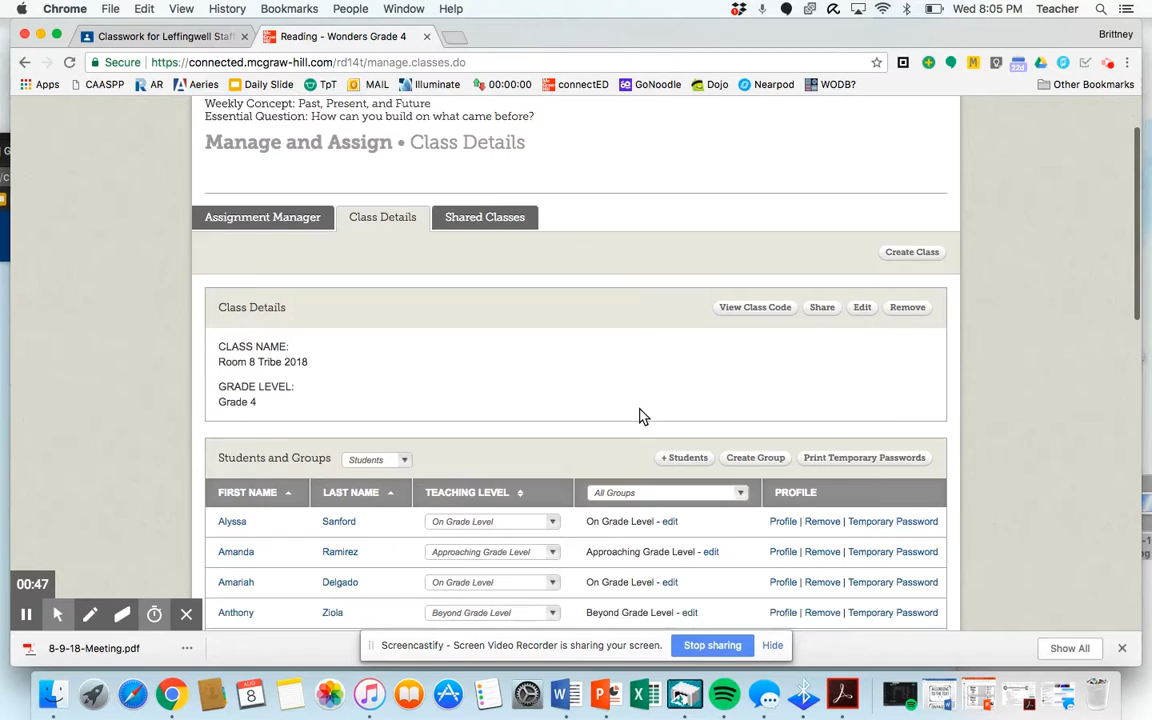 Chrome File Edit View History Bookmarks People Window Help Wed 8:05 PM Teacher
Classwork for Leffingwell Staff Reading - Wonders Grade 4 Brittney
Secure https://connected.mcgraw-hill.com/rd14t/manage.classes.do
Apps CAASPP AR Aeries Daily Slide TpT MAIL Illuminate 00:00:00 connectED GoNoodle Dojo Nearpod WODB? Other Bookmarks
Weekly Concept: Past, Present, and Future
Essential Question: How can you build on what came before?
Manage and Assign • Class Details
Assignment Manager Class Details Shared Classes
Create Class
Class Details View Class Code Share Edit Remove
CLASS NAME:
Room 8 Tribe 2018
GRADE LEVEL:
Grade 4
Students and Groups Students + Students Create Group Print Temporary Passwords
FIRST NAME LAST NAME TEACHING LEVEL All Groups PROFILE
Alyssa Sanford On Grade Level On Grade Level - edit Profile | Remove | Temporary Password
Amanda Ramirez Approaching Grade Level Approaching Grade Level - edit Profile | Remove | Temporary Password
Amariah Delgado On Grade Level On Grade Level - edit Profile | Remove | Temporary Password
Anthony Ziola Beyond Grade Level Beyond Grade Level - edit Profile | Remove | Temporary Password
00:47
8-9-18-Meeting.pdf Screencastify - Screen Video Recorder is sharing your screen. Stop sharing Hide Show All
AUG
8